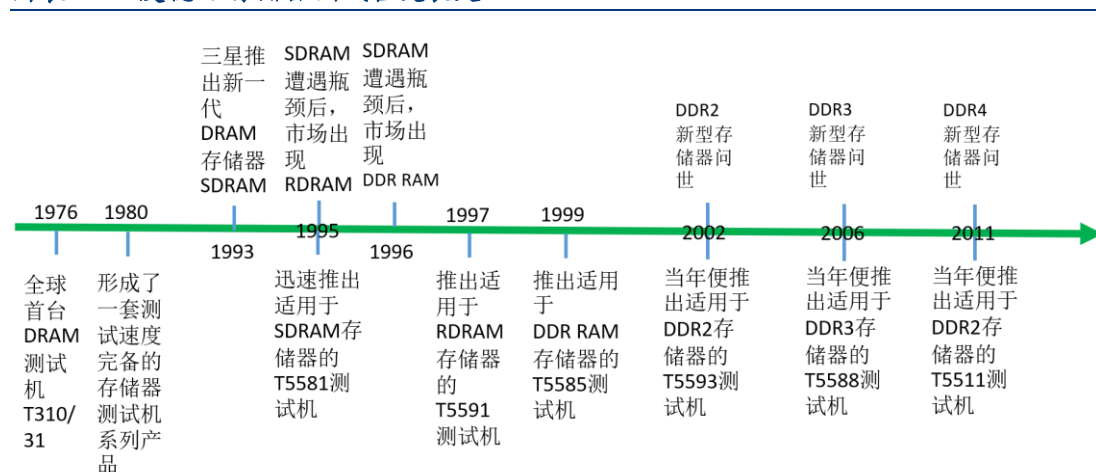 三星推
出新一
代
DRAM
存储器
SDRAM
SDRAM
遭遇瓶
颈后，
市场出
现
RDRAM
SDRAM
遭遇瓶
颈后，
市场出
现
DDR RAM
DDR2
新型存
储器问
世
DDR3
新型存
储器问
世
DDR4
新型存
储器问
世
1976
1980
1993
1995
1996
1997
1999
2002
2006
2011
全球
首台
DRAM
测试
机
T310/
31
形成了
一套测
试速度
完备的
存储器
测试机
系列产
品
迅速推出
适用于
SDRAM存
储器的
T5581测
试机
推出适
用于
RDRAM
存储器
的
T5591
测试机
推出适用
于
DDR RAM
存储器的
T5585测
试机
当年便推
出适用于
DDR2存
储器的
T5593测
试机
当年便推
出适用于
DDR3存
储器的
T5588测
试机
当年便推
出适用于
DDR2存
储器的
T5511测
试机